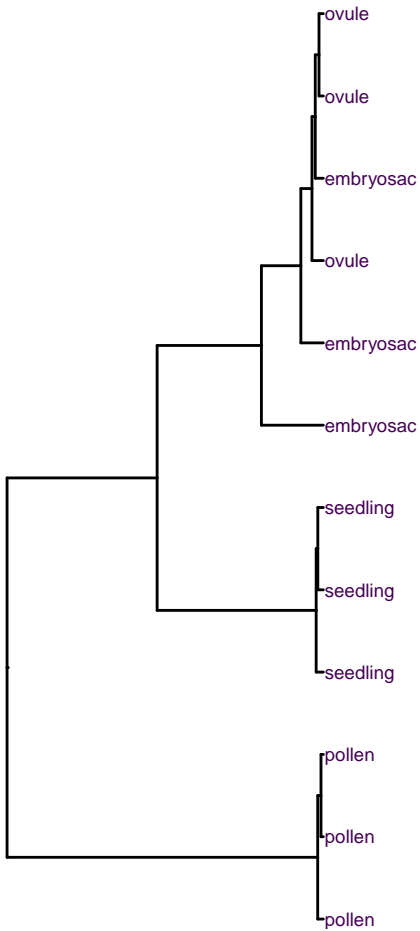 ovule
ovule
embryosac
ovule
embryosac
embryosac
seedling
seedling
seedling
pollen
pollen
pollen